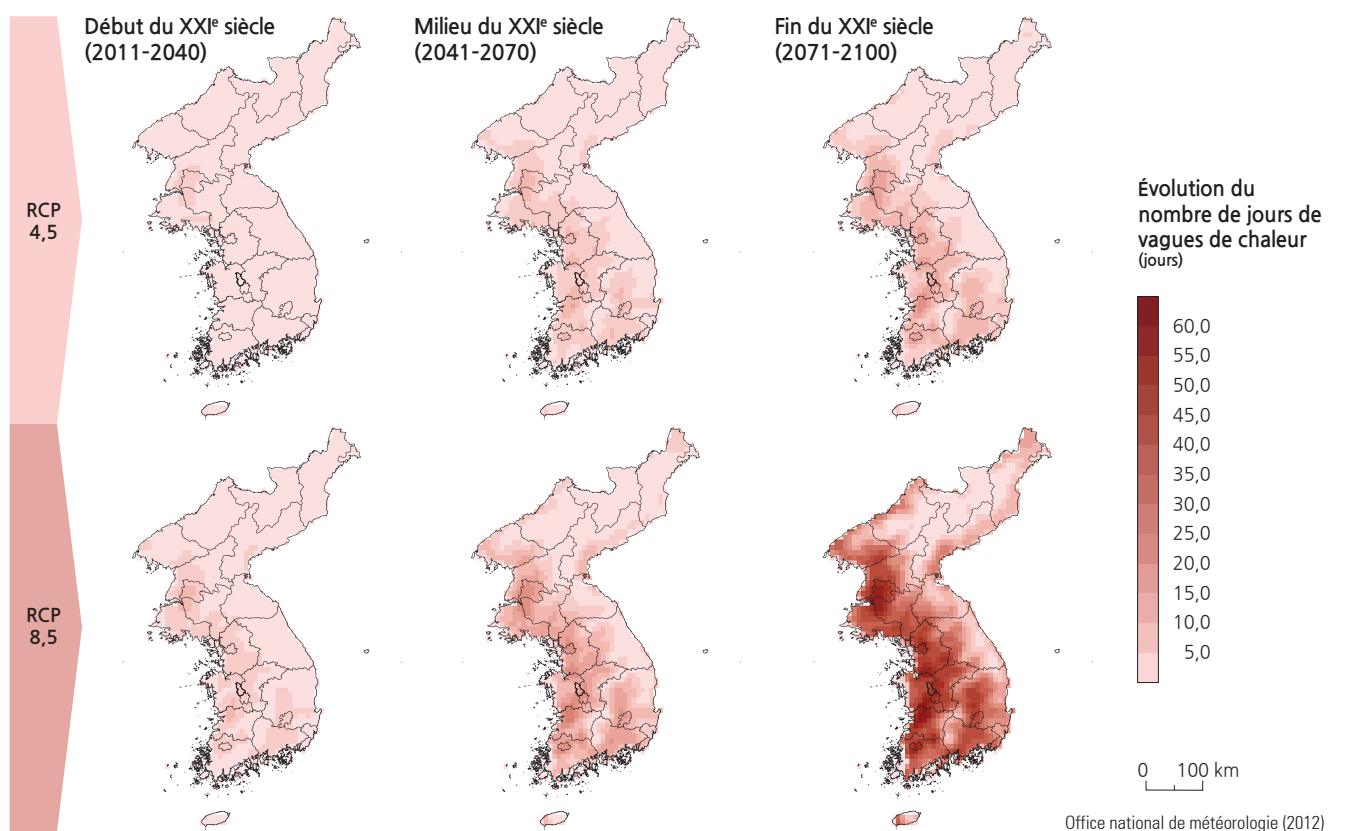 Début du XXIe siècle
(2011-2040)
Milieu du XXIe siècle
(2041-2070)
Fin du XXIe siècle
(2071-2100)
RCP
4,5
RCP
8,5
Évolution du
nombre de jours de
vagues de chaleur
(jours)
60,0
55,0
50,0
45,0
40,0
35,0
30,0
25,0
20,0
15,0
10,0
5,0
0 100 km
Office national de météorologie (2012)